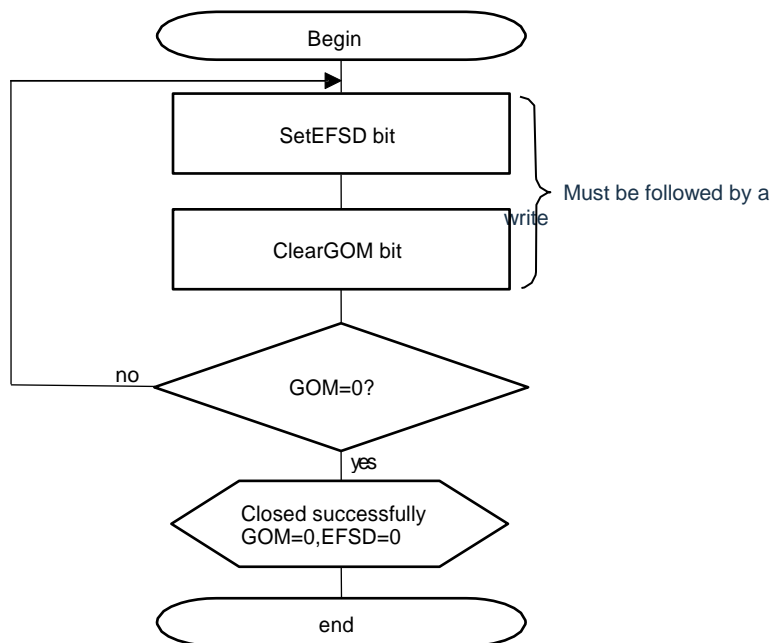 Begin
SetEFSD bit
Must be followed by a
write
ClearGOM bit
GOM=0?
no
yes
Closed successfully
GOM=0,EFSD=0
end